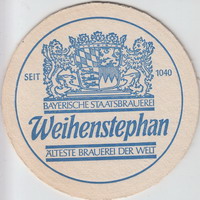 SEIT 1040
BAYERISCHE STAATSBRAUEREI
Weihenstephan
ÄLTESTE BRAUEREI DER WELT